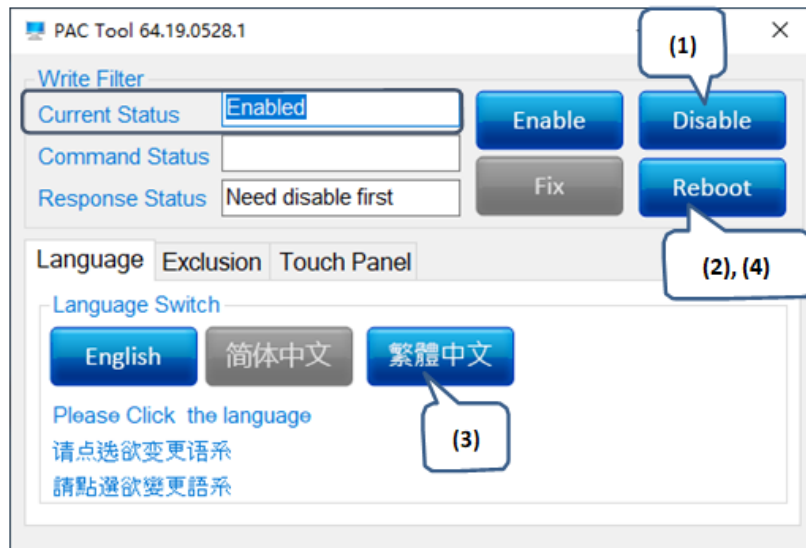 PAC Tool 64.19.0528.1
(1)
Write Filter
Current Status Enabled Enable Disable
Command Status
Response Status Need disable first Fix Reboot
(2), (4)
Language Exclusion Touch Panel
Language Switch
English 简体中文 繁體中文
Please Click the language
(3)
请点选欲变更语系
請點選欲變更語系